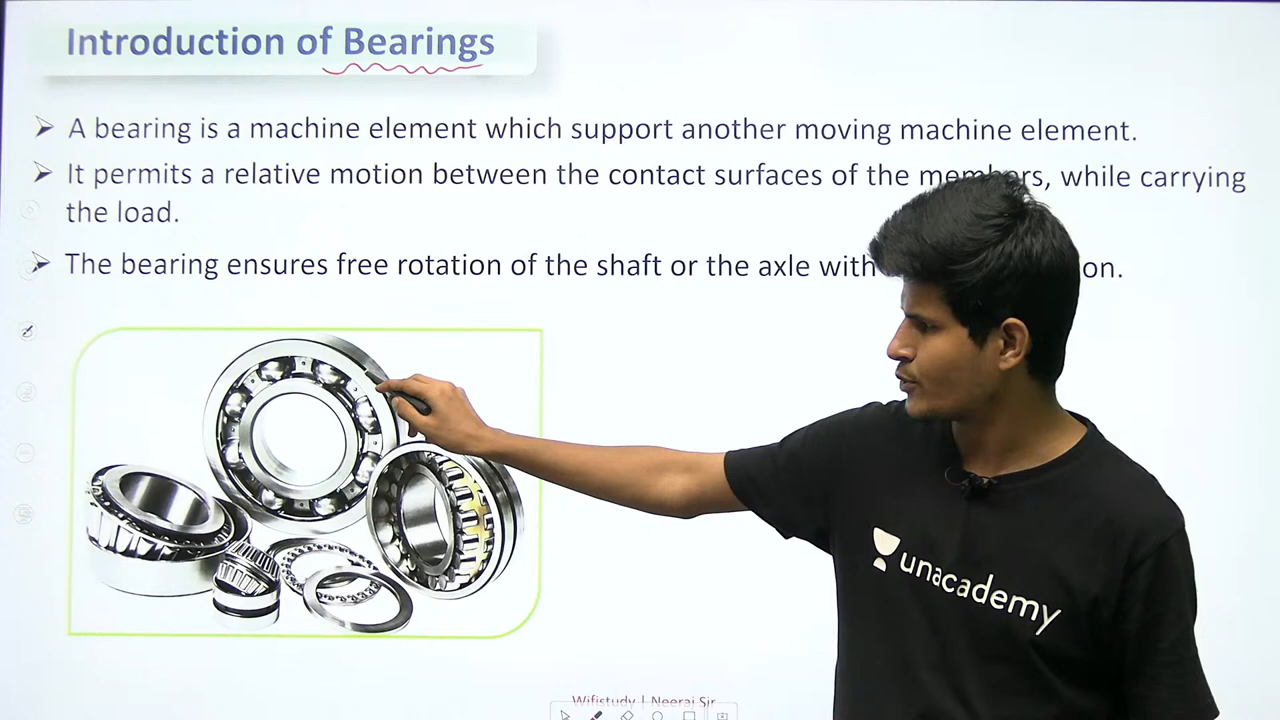 Introduction of Bearings
A bearing is a machine element which support another moving machine element.
It permits a relative motion between the contact surfaces of the members, while carrying
the load.
The bearing ensures free rotation of the shaft or the axle with on.
unacademy
Wifistudy | Neeraj Sir